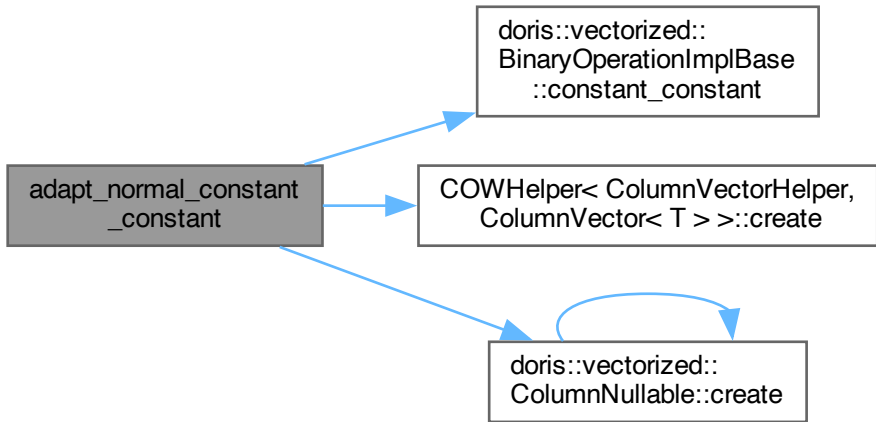 doris::vectorized::
BinaryOperationImplBase
::constant_constant
adapt_normal_constant
_constant
COWHelper< ColumnVectorHelper,
ColumnVector< T > >::create
doris::vectorized::
ColumnNullable::create